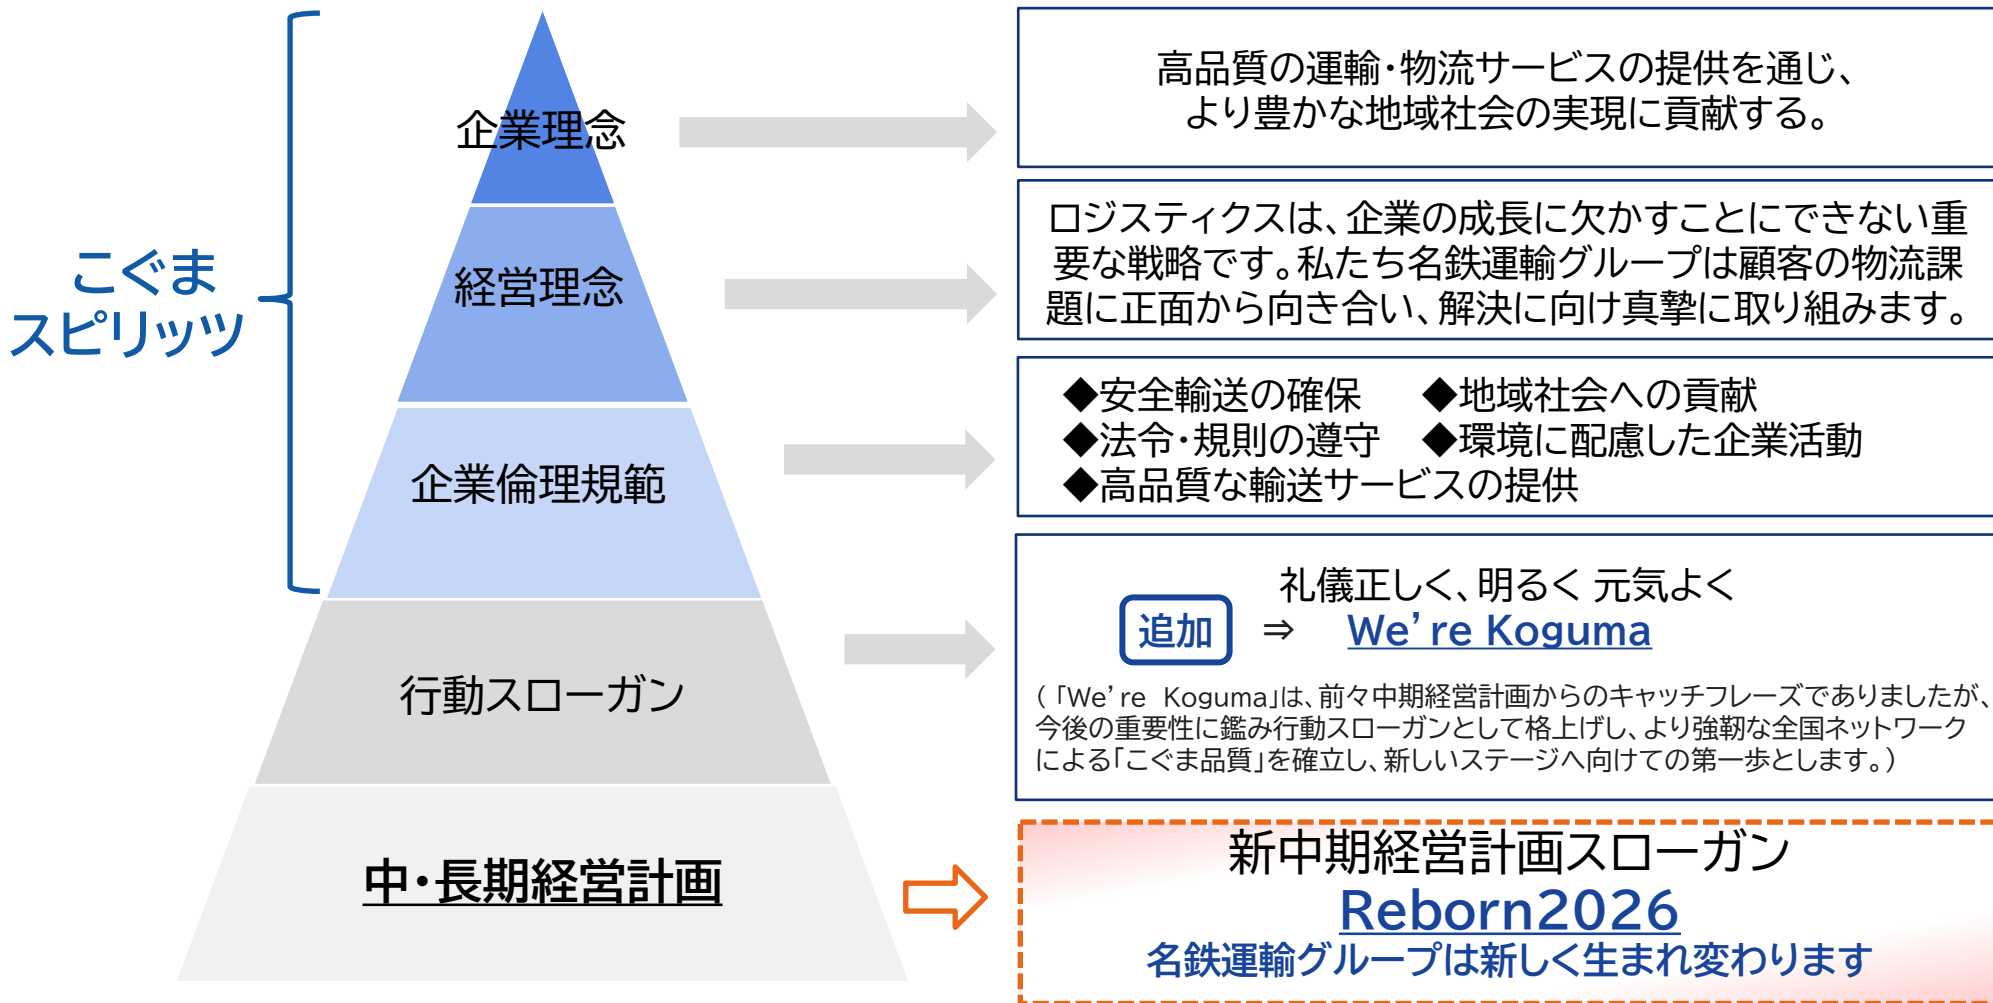 こぐま
スピリッツ
企業理念
高品質の運輸・物流サービスの提供を通じ、
より豊かな地域社会の実現に貢献する。
経営理念
ロジスティクスは、企業の成長に欠かすことにできない重
要な戦略です。私たち名鉄運輸グループは顧客の物流課
題に正面から向き合い、解決に向け真摯に取り組みます。
企業倫理規範
◆安全輸送の確保 ◆地域社会への貢献
◆法令・規則の遵守 ◆環境に配慮した企業活動
◆高品質な輸送サービスの提供
行動スローガン
礼儀正しく、明るく 元気よく
追加 ⇒ We’re Koguma
(「We’re Koguma」は、前々中期経営計画からのキャッチフレーズでありましたが、
今後の重要性に鑑み行動スローガンとして格上げし、より強靭な全国ネットワーク
による「こぐま品質」を確立し、新しいステージへ向けての第一歩とします。)
中・長期経営計画
新中期経営計画スローガン
Reborn2026
名鉄運輸グループは新しく生まれ変わります